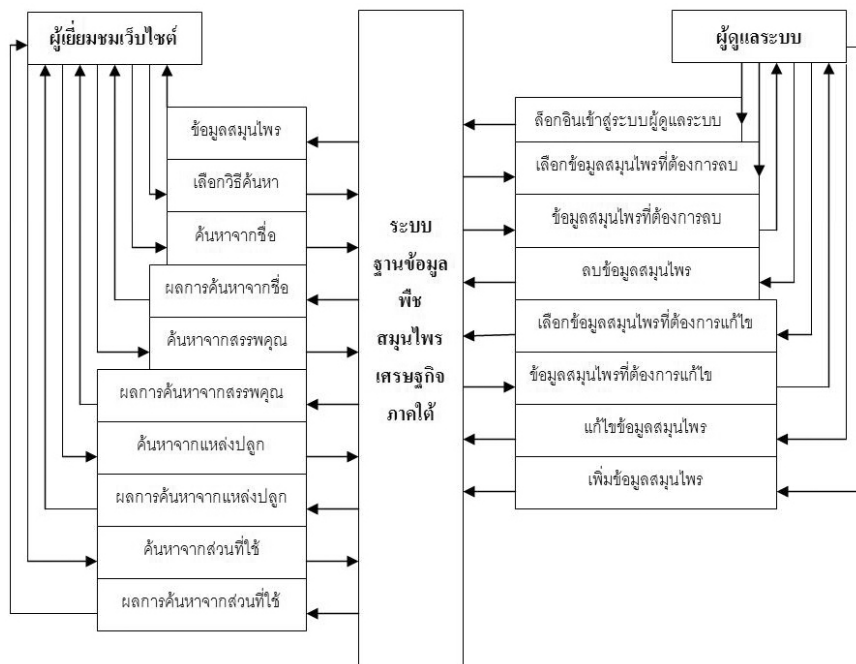 ผู้เยี่ยมชมเว็บไซต์
ข้อมูลสมุนไพร
เลือกวิธีค้นหา
ค้นหาจากชื่อ
ผลการค้นหาจากชื่อ
ค้นหาจากสรรพคุณ
ผลการค้นหาจากสรรพคุณ
ค้นหาจากแหล่งปลูก
ผลการค้นหาจากแหล่งปลูก
ค้นหาจากส่วนที่ใช้
ผลการค้นหาจากส่วนที่ใช้
ระบบ
ฐานข้อมูล
พืช
สมุนไพร
เศรษฐกิจ
ภาคใต้
ผู้ดูแลระบบ
ล็อกอินเข้าสู่ระบบผู้ดูแลระบบ
เลือกข้อมูลสมุนไพรที่ต้องการลบ
ข้อมูลสมุนไพรที่ต้องการลบ
ลบข้อมูลสมุนไพร
เลือกข้อมูลสมุนไพรที่ต้องการแก้ไข
ข้อมูลสมุนไพรที่ต้องการแก้ไข
แก้ไขข้อมูลสมุนไพร
เพิ่มข้อมูลสมุนไพร